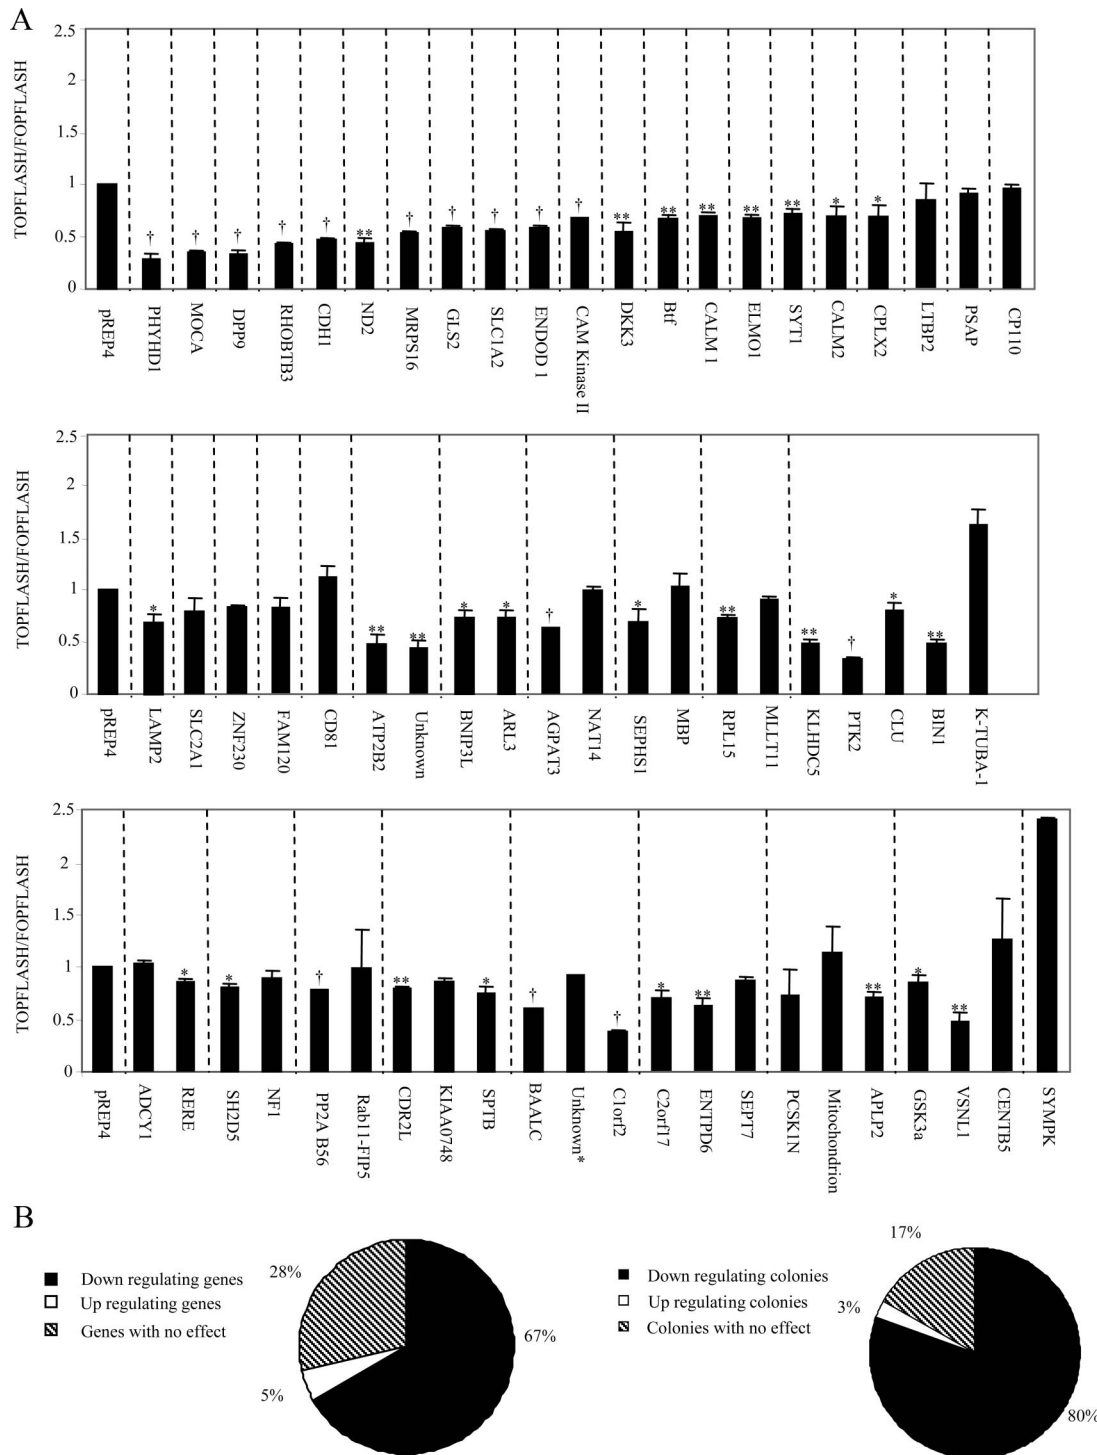 A
TOPFLASH/FOPFLASH
2.5
2
1.5
1
0.5
0
† † † † † ** † † † † † ** ** ** ** ** * *
pREP4 PHYHD1 MOCA DPP9 RHOBTB3 CDH1 ND2 MRPS16 GLS2 SLC1A2 ENDOD 1 CAM Kinase II DKK3 Btf CALM 1 ELMO1 SYT1 CALM2 CPLX2 LTBP2 PSAP CP110
TOPFLASH/FOPFLASH
2.5
2
1.5
1
0.5
0
* ** ** * * † * ** ** † * **
pREP4 LAMP2 SLC2A1 ZNF230 FAM120 CD81 ATP2B2 Unknown BNIP3L ARL3 AGPAT3 NAT14 SEPHS1 MBP RPL15 MLLT11 KLHDC5 PTK2 CLU BIN1 K-TUBA-1
TOPFLASH/FOPFLASH
2.5
2
1.5
1
0.5
0
* * † ** * † † * ** ** * **
pREP4 ADCY1 RERE SH2D5 NF1 PP2A B56 Rab11-FIP5 CDR2L KIAA0748 SPTB BAALC Unknown* C1orf2 C2orf17 ENTPD6 SEPT7 PCSK1N Mitochondrion APLP2 GSK3a VSNL1 CENTB5 SYMPK
B
Down regulating genes
Up regulating genes
Genes with no effect
28%
67%
5%
Down regulating colonies
Up regulating colonies
Colonies with no effect
17%
3%
80%